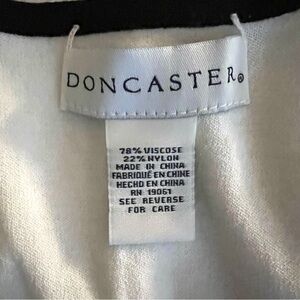 DONCASTER®
78% VISCOSE
22% NYLON
MADE IN CHINA
FABRIQUÉ EN CHINE
HECHO EN CHINA
RN 19061
SEE REVERSE
FOR CARE